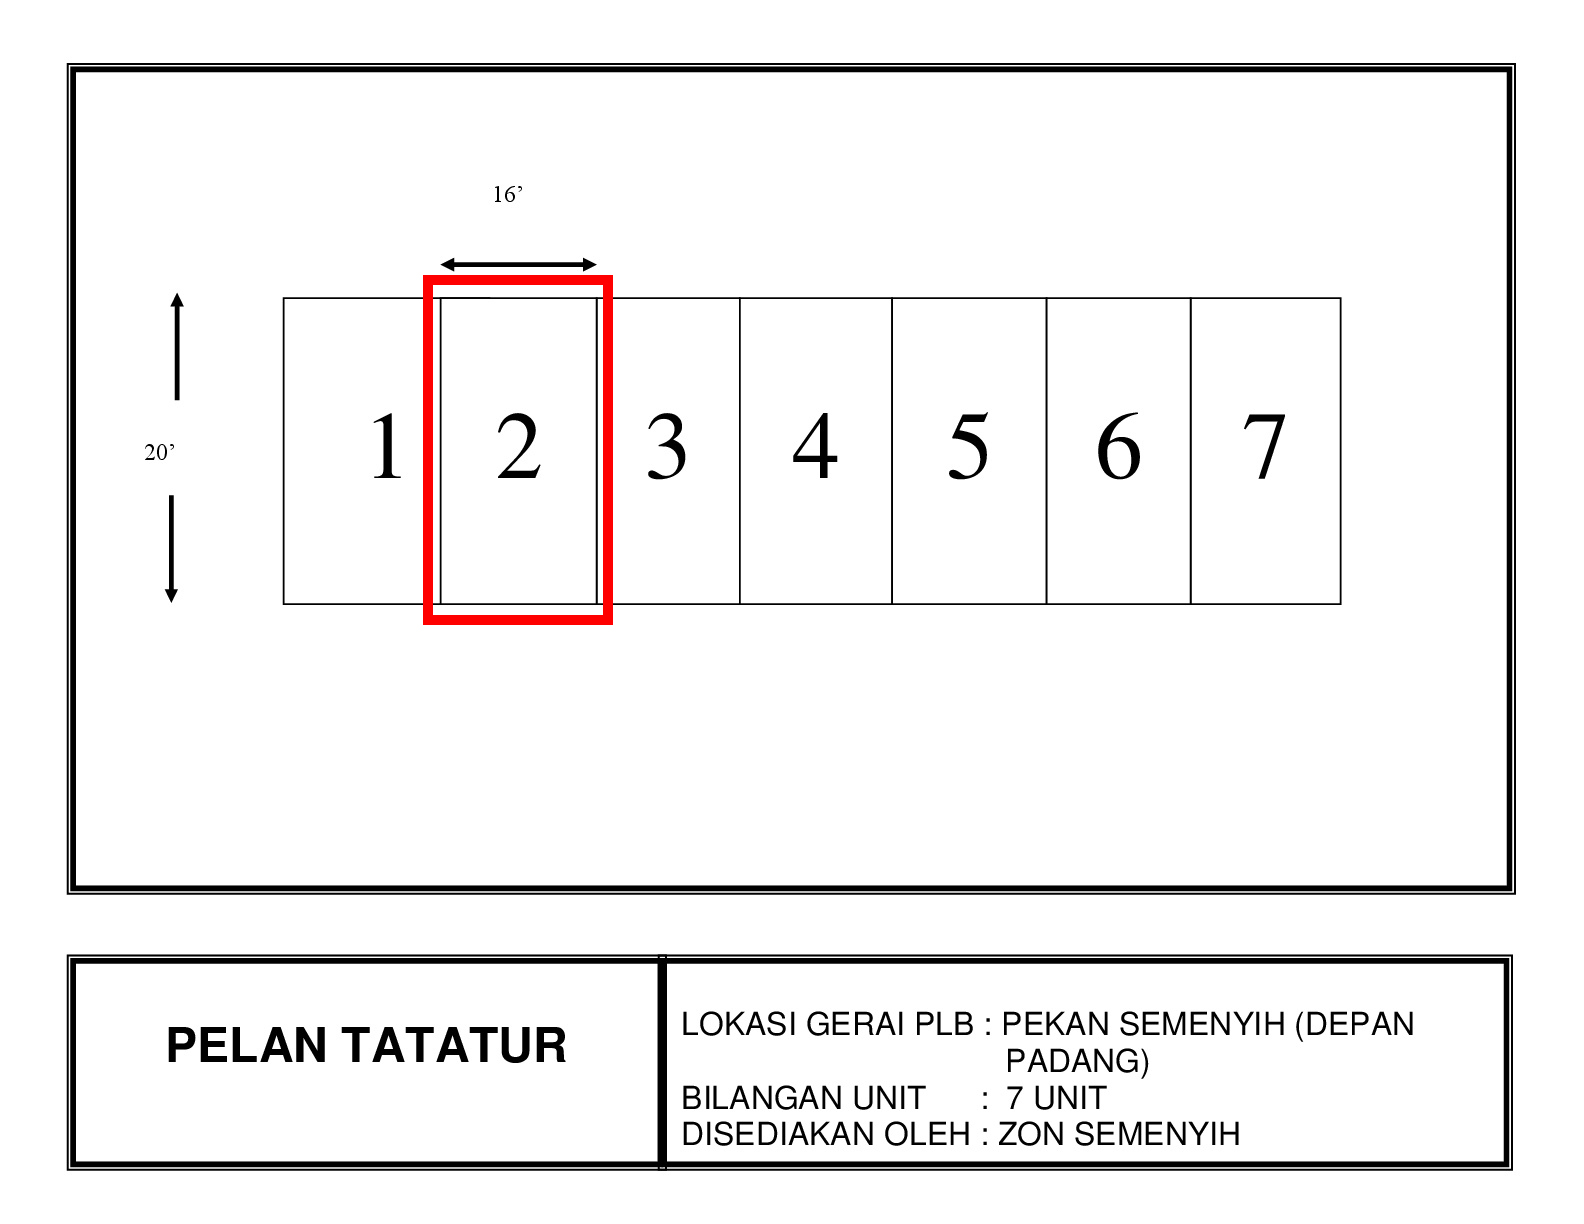 16’
20’
1 2 3 4 5 6 7
PELAN TATATUR
LOKASI GERAI PLB : PEKAN SEMENYIH (DEPAN
PADANG)
BILANGAN UNIT : 7 UNIT
DISEDIAKAN OLEH : ZON SEMENYIH